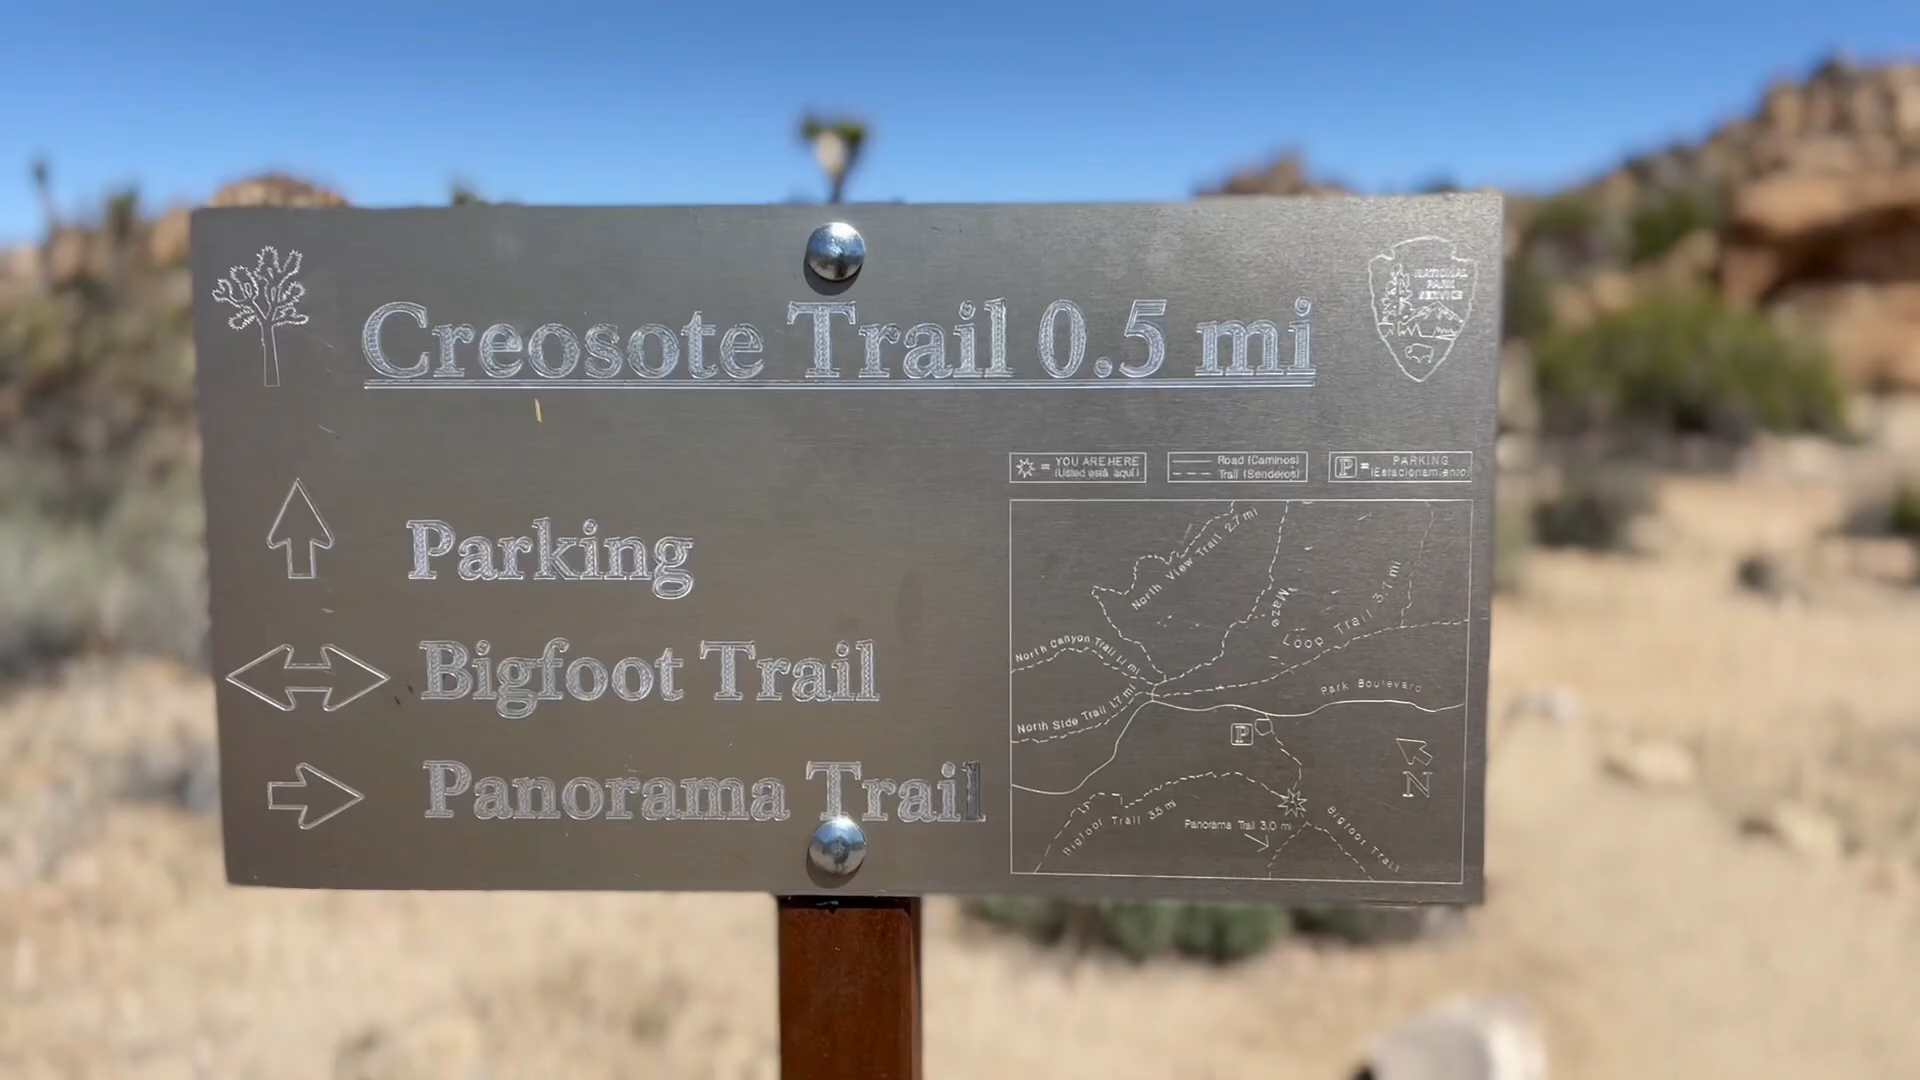 Creosote Trail 0.5 mi
NATIONAL
PARK
SERVICE
= YOU ARE HERE
(Usted está aquí)
Road (Caminos)
Trail (Senderos)
P = PARKING
(Estacionamiento)
Parking
Bigfoot Trail
Panorama Trail
North View Trail 2.7 mi
Maze
Loop Trail 3.7 mi
North Canyon Trail 1.1 mi
North Side Trail 1.7 mi
Park Boulevard
P
N
Bigfoot Trail 3.5 mi
Panorama Trail 3.0 mi
Bigfoot Trail